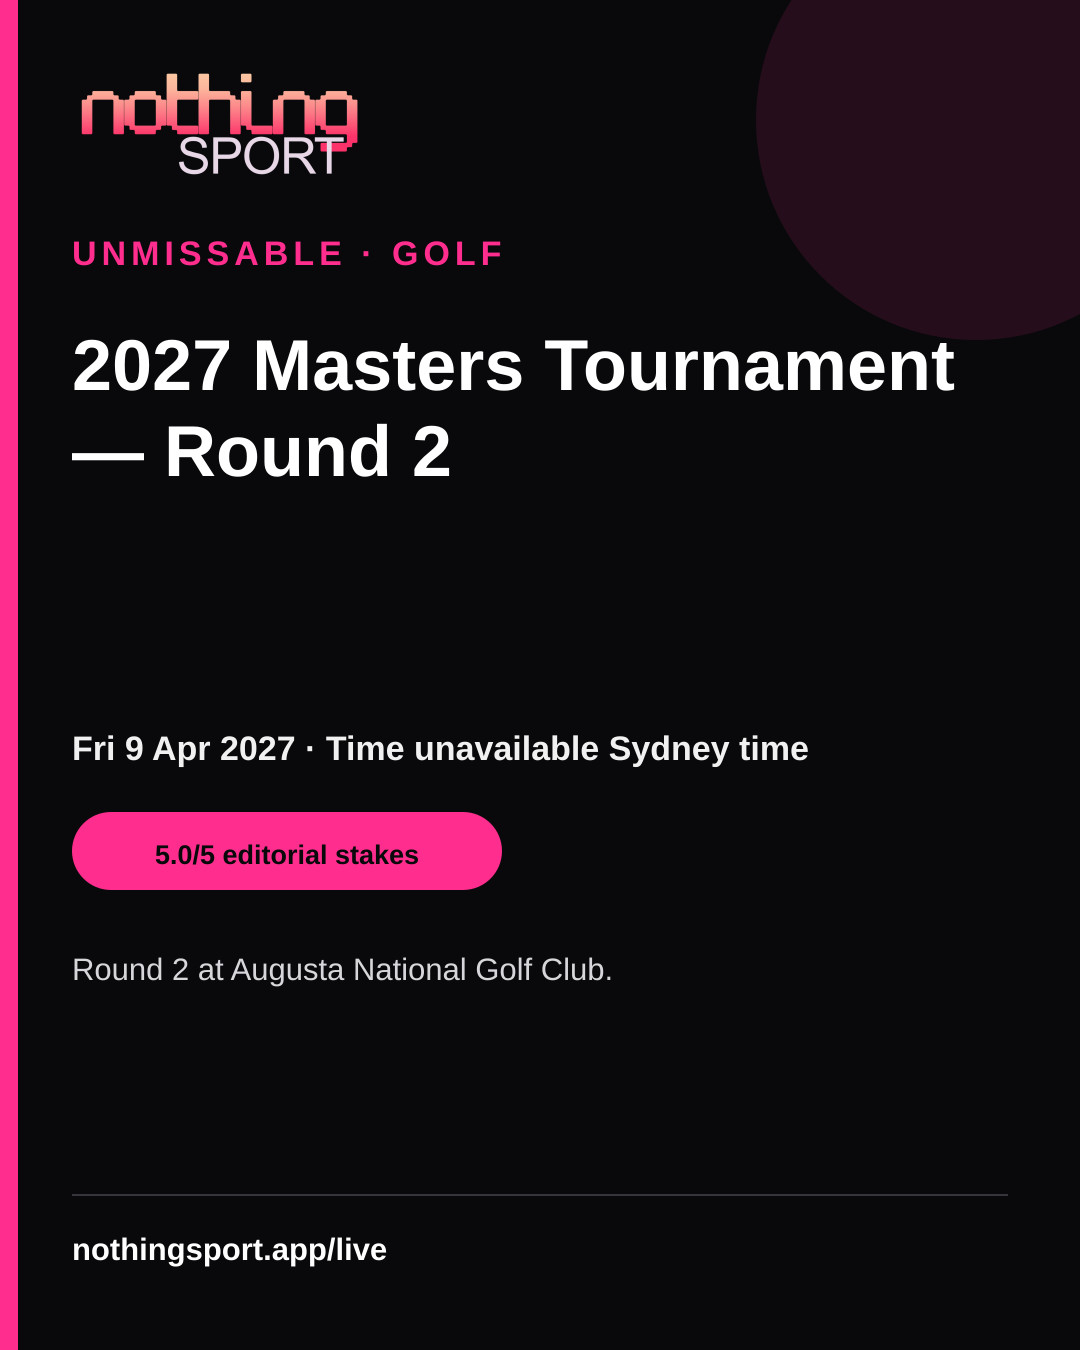 nothing
SPORT
UNMISSABLE · GOLF
2027 Masters Tournament
— Round 2
Fri 9 Apr 2027 · Time unavailable Sydney time
5.0/5 editorial stakes
Round 2 at Augusta National Golf Club.
nothingsport.app/live